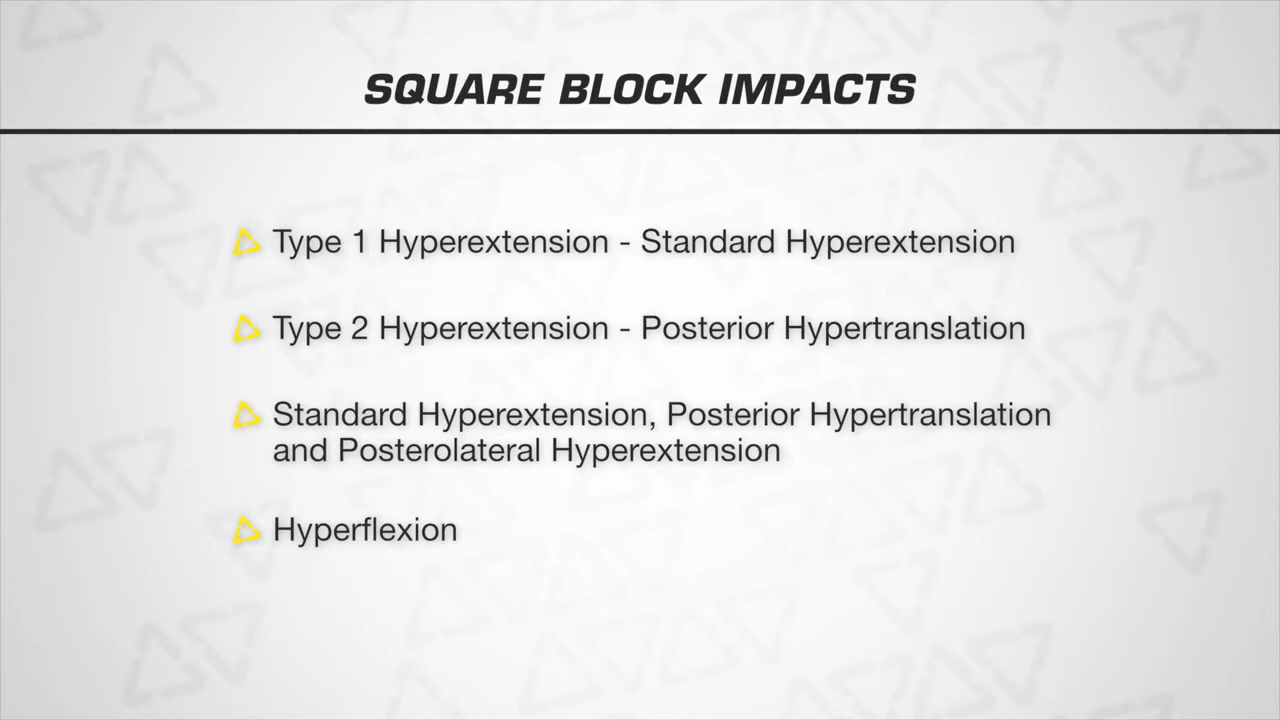 SQUARE BLOCK IMPACTS
Type 1 Hyperextension - Standard Hyperextension
Type 2 Hyperextension - Posterior Hypertranslation
Standard Hyperextension, Posterior Hypertranslation
and Posterolateral Hyperextension
Hyperflexion